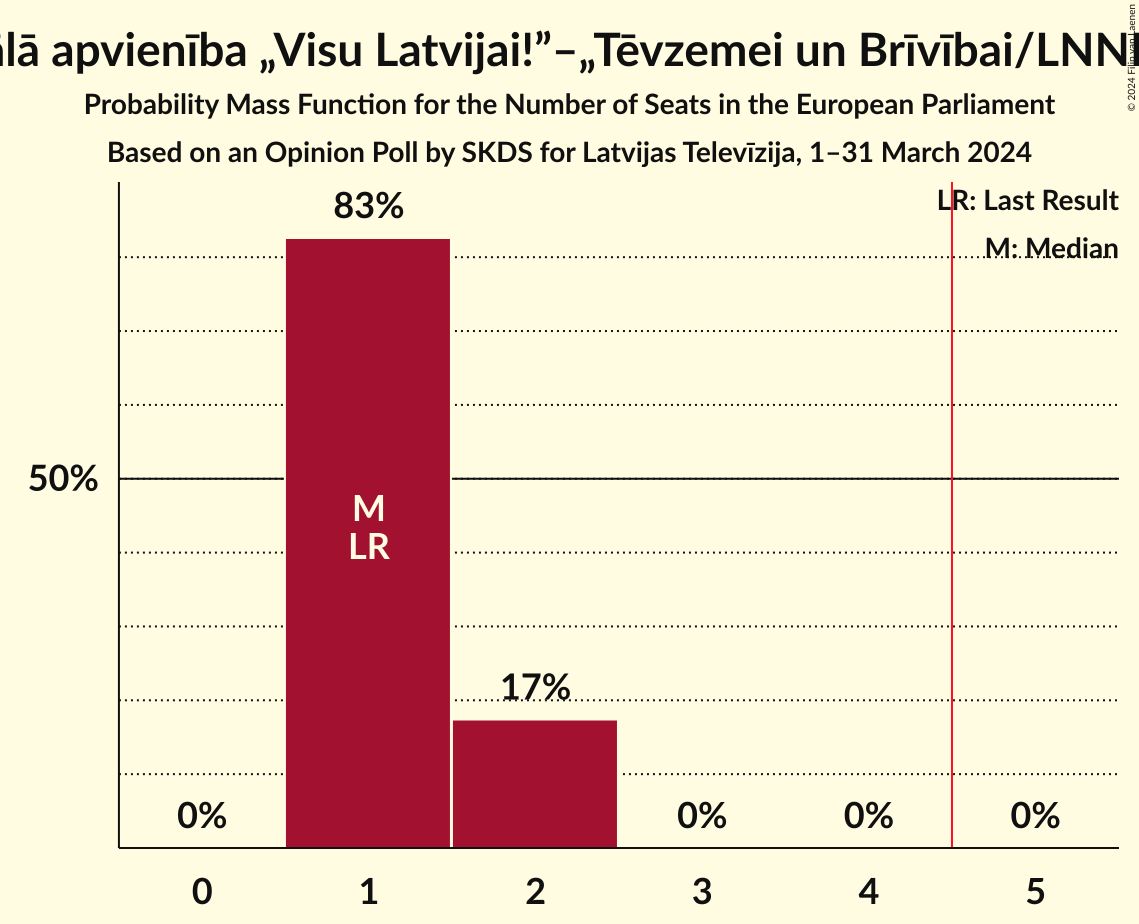 lā apvienība „Visu Latvijai!”–„Tēvzemei un Brīvībai/LNN
© 2024 Filip van Laenen
Probability Mass Function for the Number of Seats in the European Parliament
Based on an Opinion Poll by SKDS for Latvijas Televīzija, 1–31 March 2024
LR: Last Result
M: Median
83%
50%
M
LR
17%
0%
0%
0%
0%
0 1 2 3 4 5